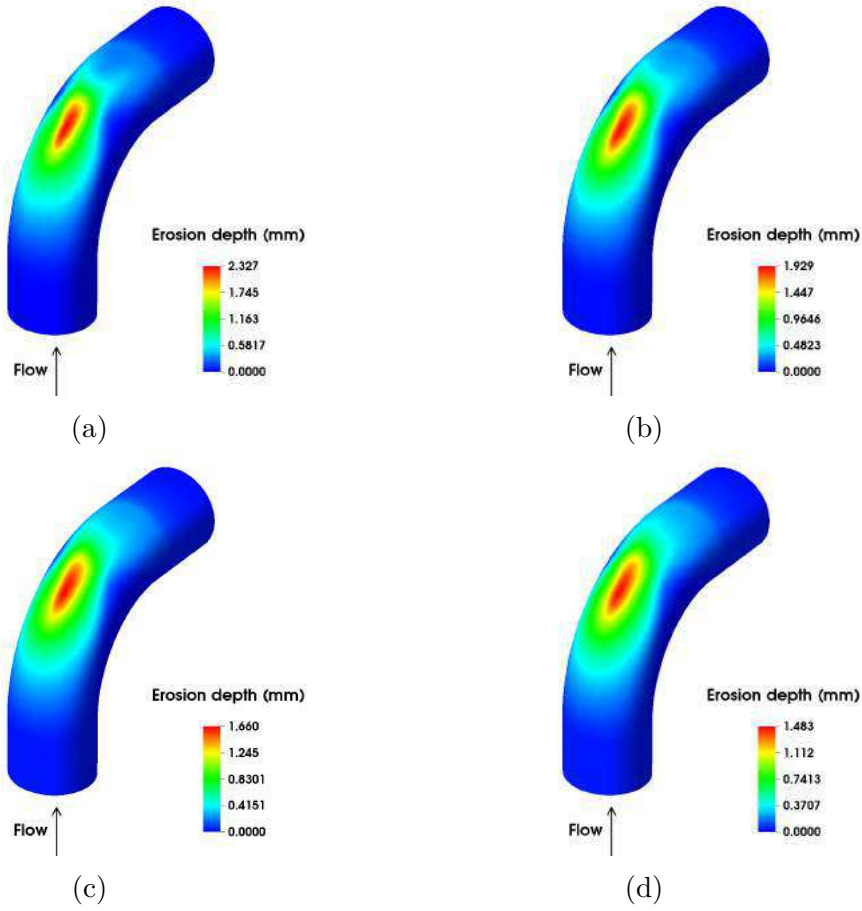 Erosion depth (mm)
2.327
1.745
1.163
0.5817
0.0000
Flow
(a)
Erosion depth (mm)
1.929
1.447
0.9646
0.4823
0.0000
Flow
(b)
Erosion depth (mm)
1.660
1.245
0.8301
0.4151
0.0000
Flow
(c)
Erosion depth (mm)
1.483
1.112
0.7413
0.3707
0.0000
Flow
(d)